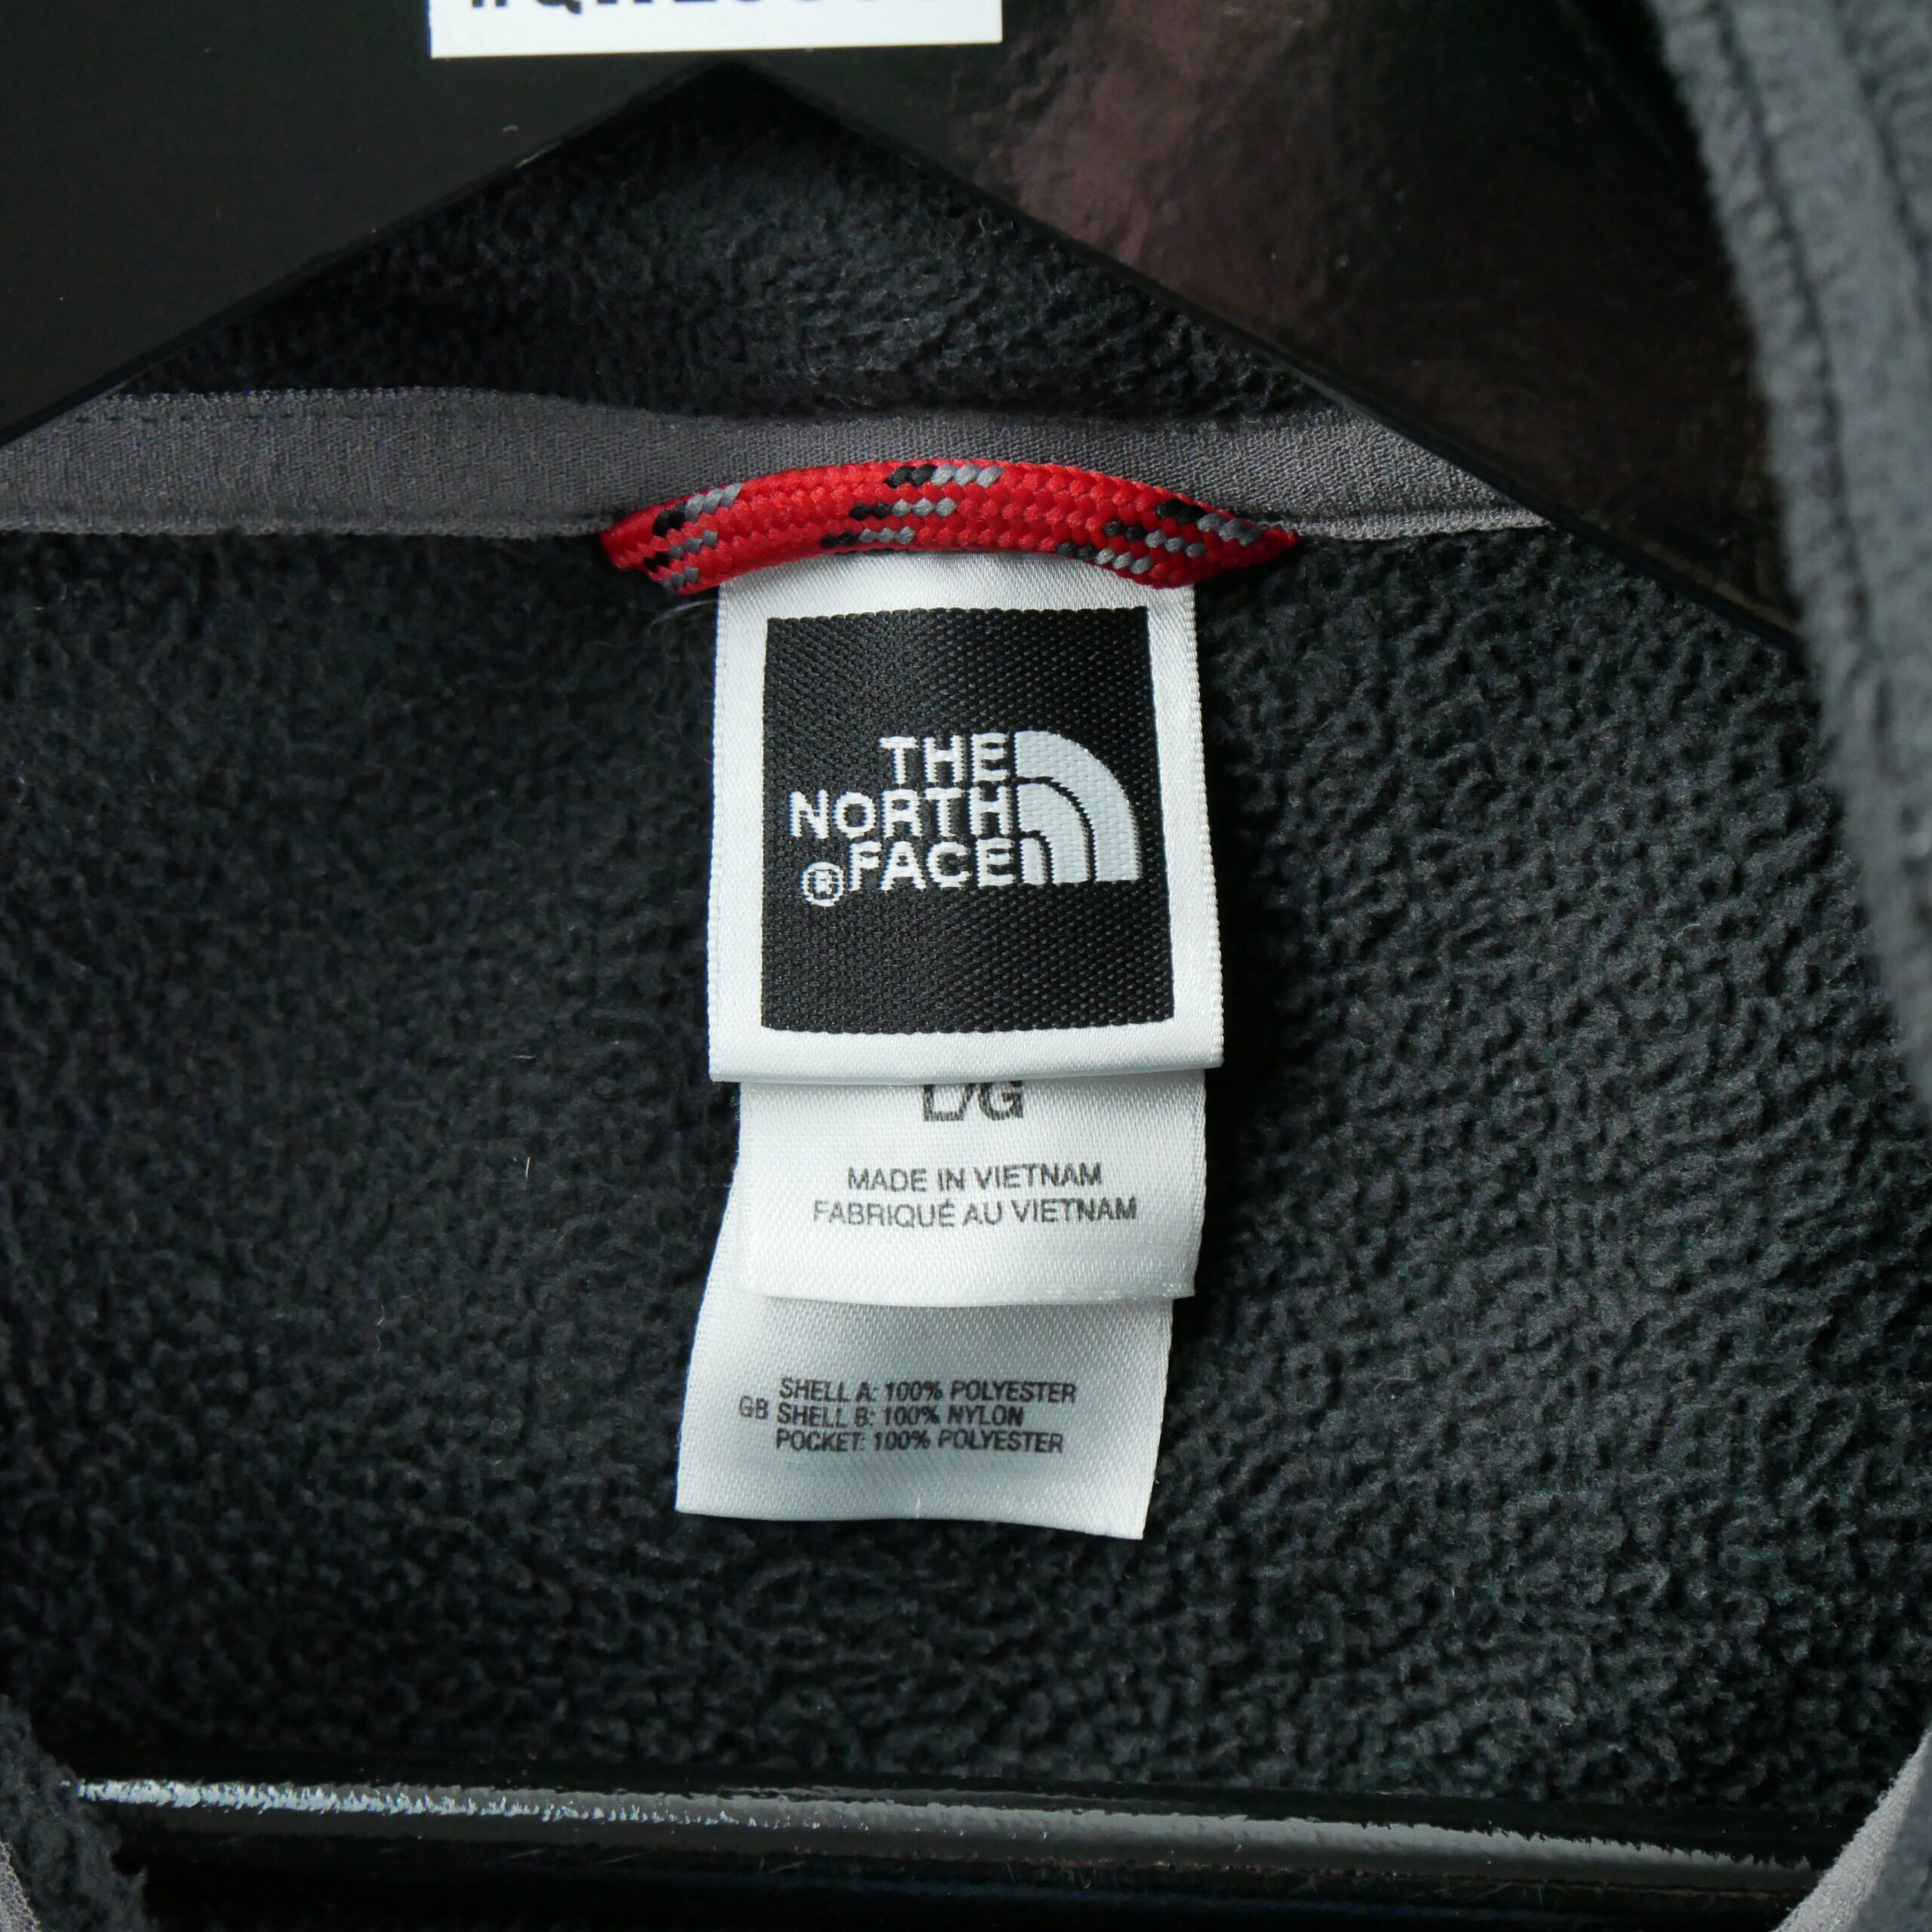 THE
NORTH
®FACE
L/G
MADE IN VIETNAM
FABRIQUÉ AU VIETNAM
SHELL A: 100% POLYESTER
GB SHELL B: 100% NYLON
POCKET: 100% POLYESTER